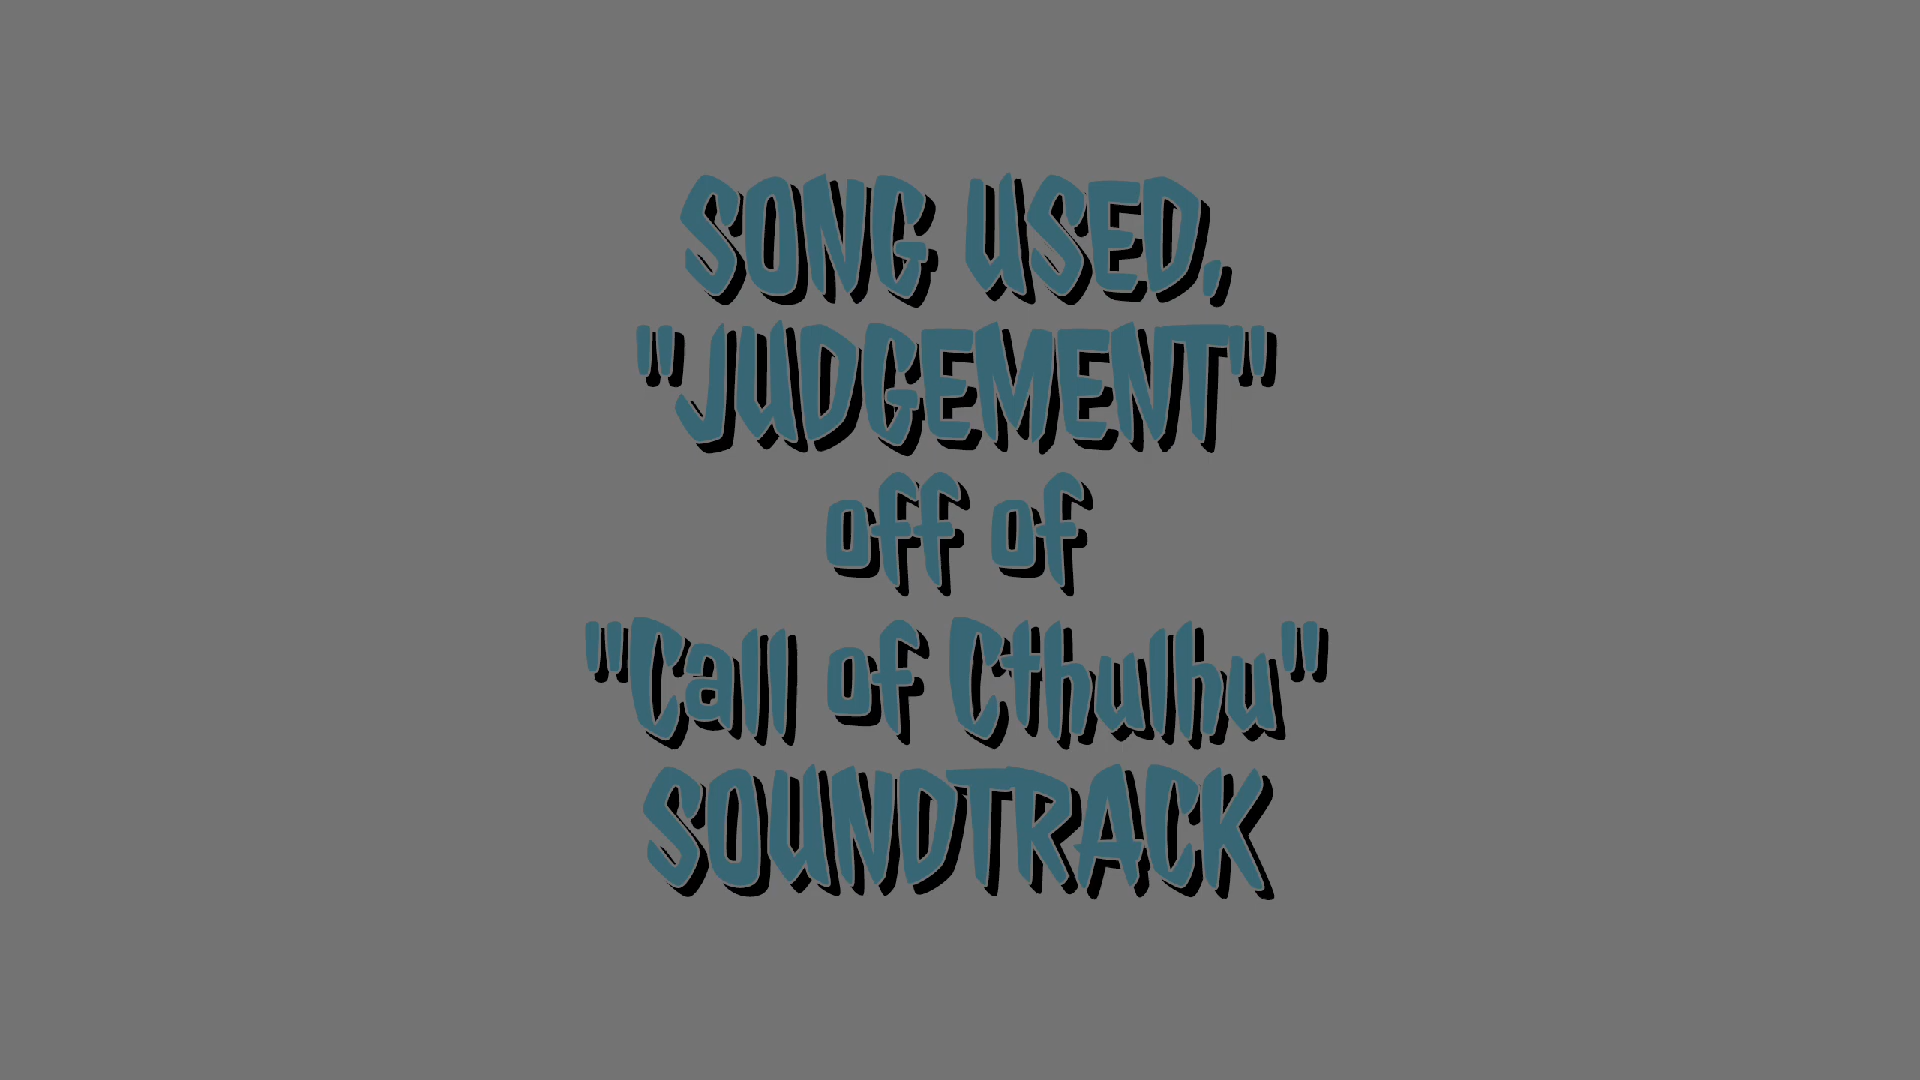 SONG USED,
"JUDGEMENT"
off of
"Call of Cthulhu"
SOUNDTRACK